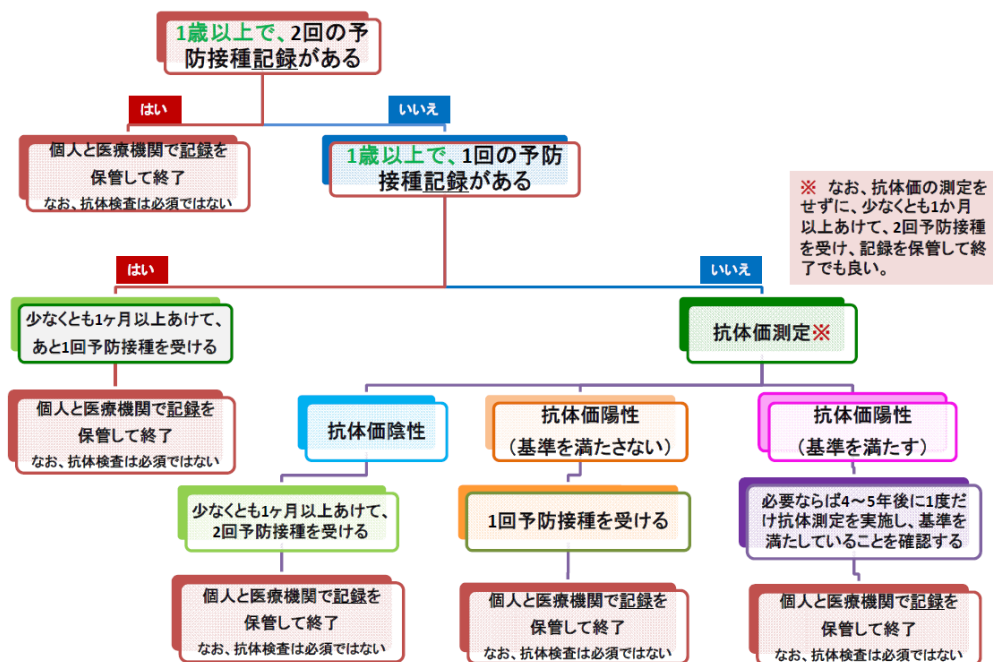 1歳以上で、2回の予
防接種記録がある
はい
いいえ
個人と医療機関で記録を
保管して終了
なお、抗体検査は必須ではない
1歳以上で、1回の予防
接種記録がある
※ なお、抗体価の測定を
せずに、少なくとも1か月
以上あけて、2回予防接種
を受け、記録を保管して終
了でも良い。
はい
いいえ
少なくとも1ヶ月以上あけて、
あと1回予防接種を受ける
抗体価測定※
個人と医療機関で記録を
保管して終了
なお、抗体検査は必須ではない
抗体価陰性
抗体価陽性
（基準を満たさない）
抗体価陽性
（基準を満たす）
少なくとも1ヶ月以上あけて、
2回予防接種を受ける
1回予防接種を受ける
必要ならば4～5年後に1度だ
け抗体測定を実施し、基準を
満たしていることを確認する
個人と医療機関で記録を
保管して終了
なお、抗体検査は必須ではない
個人と医療機関で記録を
保管して終了
なお、抗体検査は必須ではない
個人と医療機関で記録を
保管して終了
なお、抗体検査は必須ではない